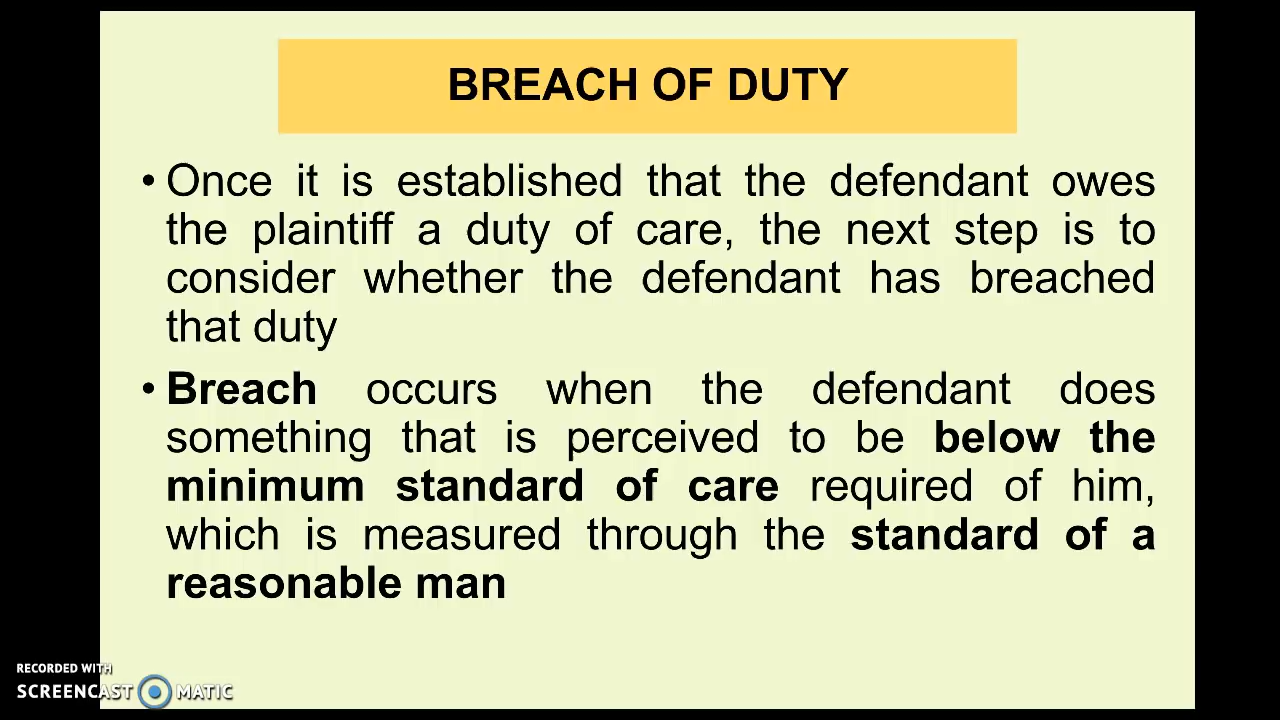 BREACH OF DUTY
• Once it is established that the defendant owes
the plaintiff a duty of care, the next step is to
consider whether the defendant has breached
that duty
• Breach occurs when the defendant does
something that is perceived to be below the
minimum standard of care required of him,
which is measured through the standard of a
reasonable man
RECORDED WITH
SCREENCAST MATIC